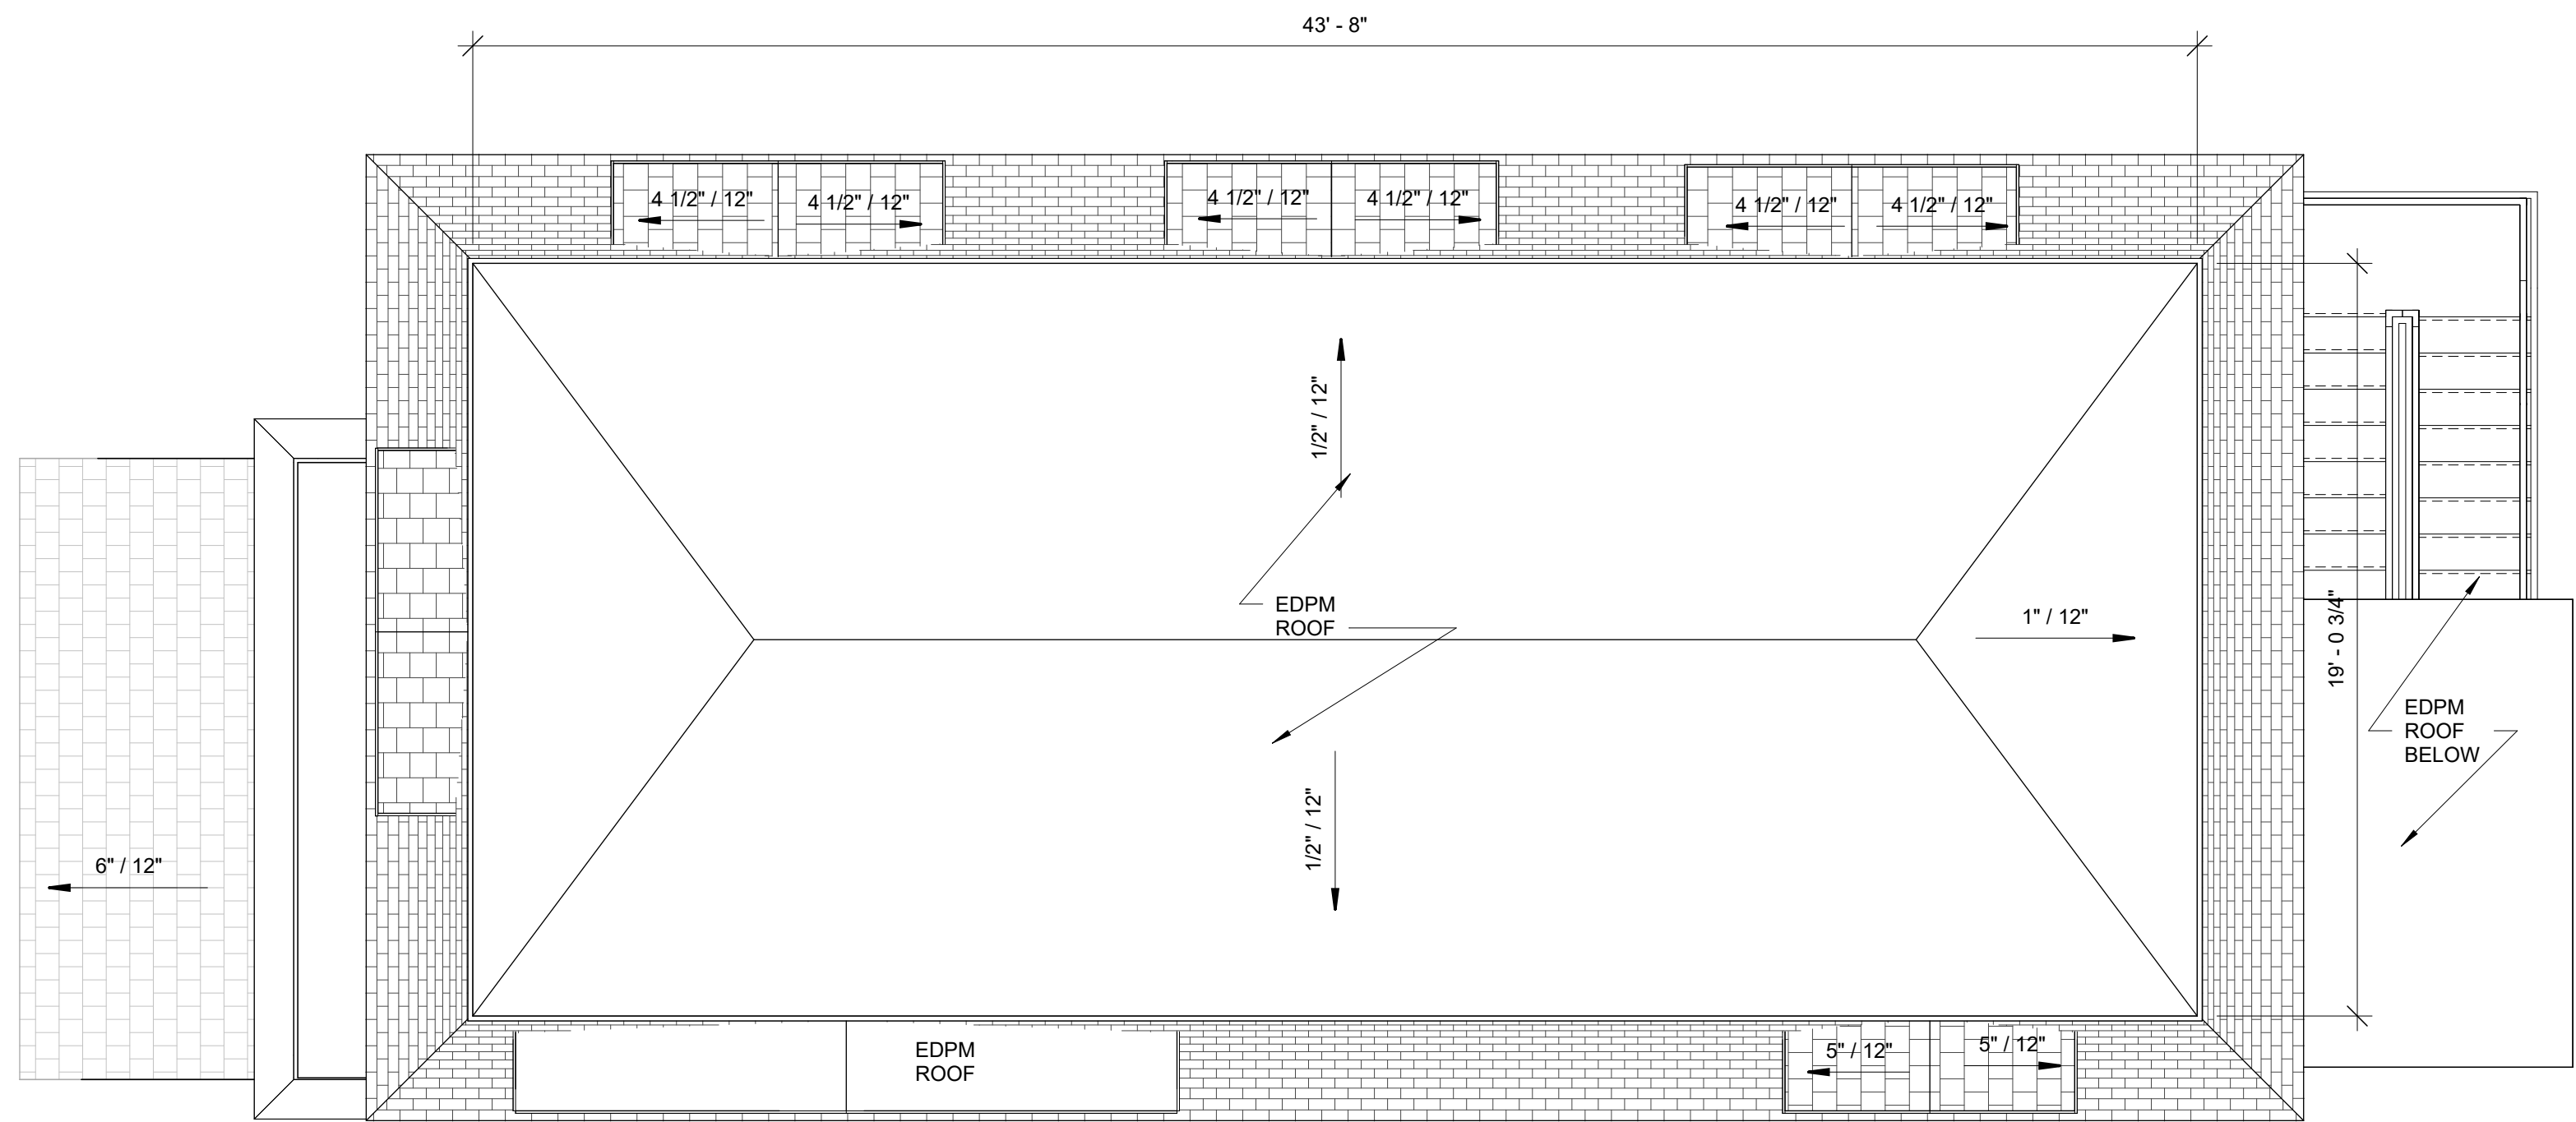 43' - 8"
4 1/2" / 12"
4 1/2" / 12"
4 1/2" / 12"
4 1/2" / 12"
4 1/2" / 12"
4 1/2" / 12"
1/2" / 12"
EDPM
ROOF
1" / 12"
19' - 0 3/4"
EDPM
ROOF
BELOW
1/2" / 12"
6" / 12"
EDPM
ROOF
5" / 12"
5" / 12"